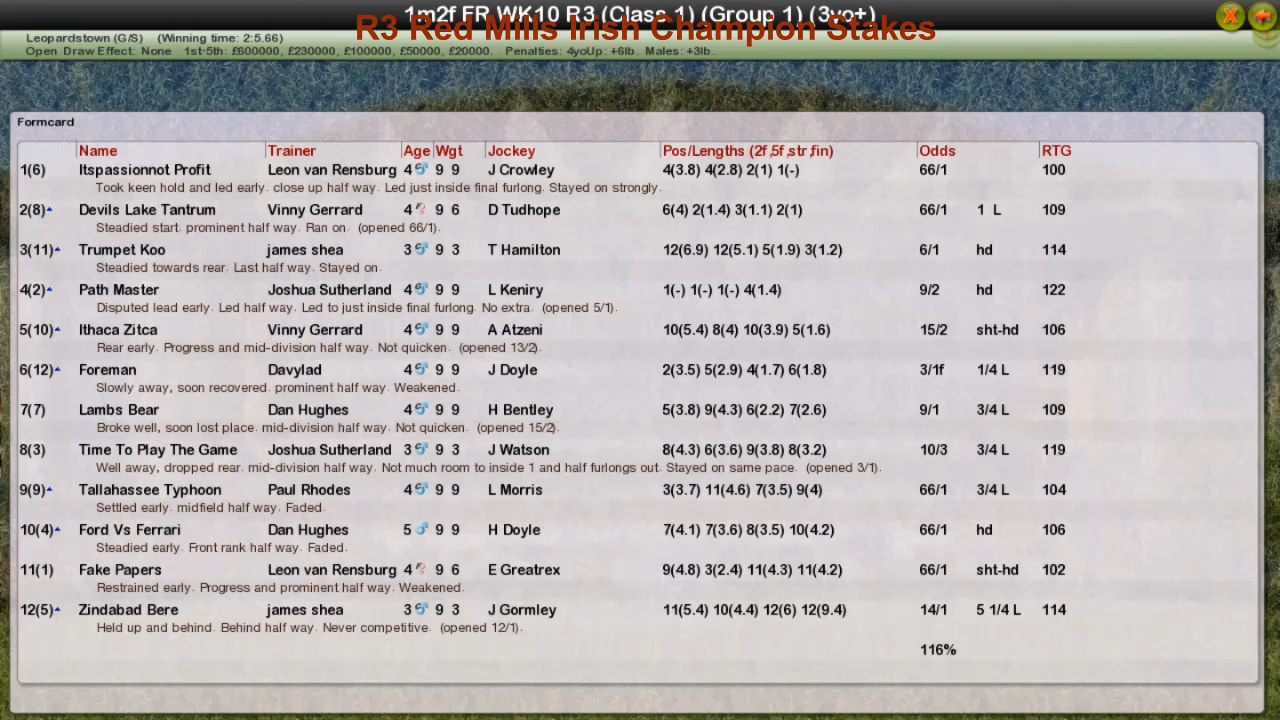 1m2f FR WK10 R3 (Class 1) (Group 1) (3yo+)
R3 Red Mills Irish Champion Stakes
Leopardstown (G/S) (Winning time: 2:5.66)
Open Draw Effect: None 1st-5th: £600000, £230000, £100000, £50000, £20000. Penalties: 4yoUp: +6lb. Males: +3lb.
Formcard
Name Trainer Age Wgt Jockey Pos/Lengths (2f,5f,str,fin) Odds RTG
1(6) Itspassionnot Profit Leon van Rensburg 4 9 9 J Crowley 4(3.8) 4(2.8) 2(1) 1(-) 66/1 100
Took keen hold and led early. close up half way. Led just inside final furlong. Stayed on strongly.
2(8) Devils Lake Tantrum Vinny Gerrard 4 9 6 D Tudhope 6(4) 2(1.4) 3(1.1) 2(1) 66/1 1 L 109
Steadied start. prominent half way. Ran on. (opened 66/1).
3(11) Trumpet Koo james shea 3 9 3 T Hamilton 12(6.9) 12(5.1) 5(1.9) 3(1.2) 6/1 hd 114
Steadied towards rear. Last half way. Stayed on.
4(2) Path Master Joshua Sutherland 4 9 9 L Keniry 1(-) 1(-) 1(-) 4(1.4) 9/2 hd 122
Disputed lead early. Led half way. Led to just inside final furlong. No extra. (opened 5/1).
5(10) Ithaca Zitca Vinny Gerrard 4 9 9 A Atzeni 10(5.4) 8(4) 10(3.9) 5(1.6) 15/2 sht-hd 106
Rear early. Progress and mid-division half way. Not quicken. (opened 13/2).
6(12) Foreman Davylad 4 9 9 J Doyle 2(3.5) 5(2.9) 4(1.7) 6(1.8) 3/1f 1/4 L 119
Slowly away, soon recovered. prominent half way. Weakened.
7(7) Lambs Bear Dan Hughes 4 9 9 H Bentley 5(3.8) 9(4.3) 6(2.2) 7(2.6) 9/1 3/4 L 109
Broke well, soon lost place. mid-division half way. Not quicken. (opened 15/2).
8(3) Time To Play The Game Joshua Sutherland 3 9 3 J Watson 8(4.3) 6(3.6) 9(3.8) 8(3.2) 10/3 3/4 L 119
Well away, dropped rear. mid-division half way. Not much room to inside 1 and half furlongs out. Stayed on same pace. (opened 3/1).
9(9) Tallahassee Typhoon Paul Rhodes 4 9 9 L Morris 3(3.7) 11(4.6) 7(3.5) 9(4) 66/1 3/4 L 104
Settled early. midfield half way. Faded.
10(4) Ford Vs Ferrari Dan Hughes 5 9 9 H Doyle 7(4.1) 7(3.6) 8(3.5) 10(4.2) 66/1 hd 106
Steadied early. Front rank half way. Faded.
11(1) Fake Papers Leon van Rensburg 4 9 6 E Greatrex 9(4.8) 3(2.4) 11(4.3) 11(4.2) 66/1 sht-hd 102
Restrained early. Progress and prominent half way. Weakened.
12(5) Zindabad Bere james shea 3 9 3 J Gormley 11(5.4) 10(4.4) 12(6) 12(9.4) 14/1 5 1/4 L 114
Held up and behind. Behind half way. Never competitive. (opened 12/1).
116%